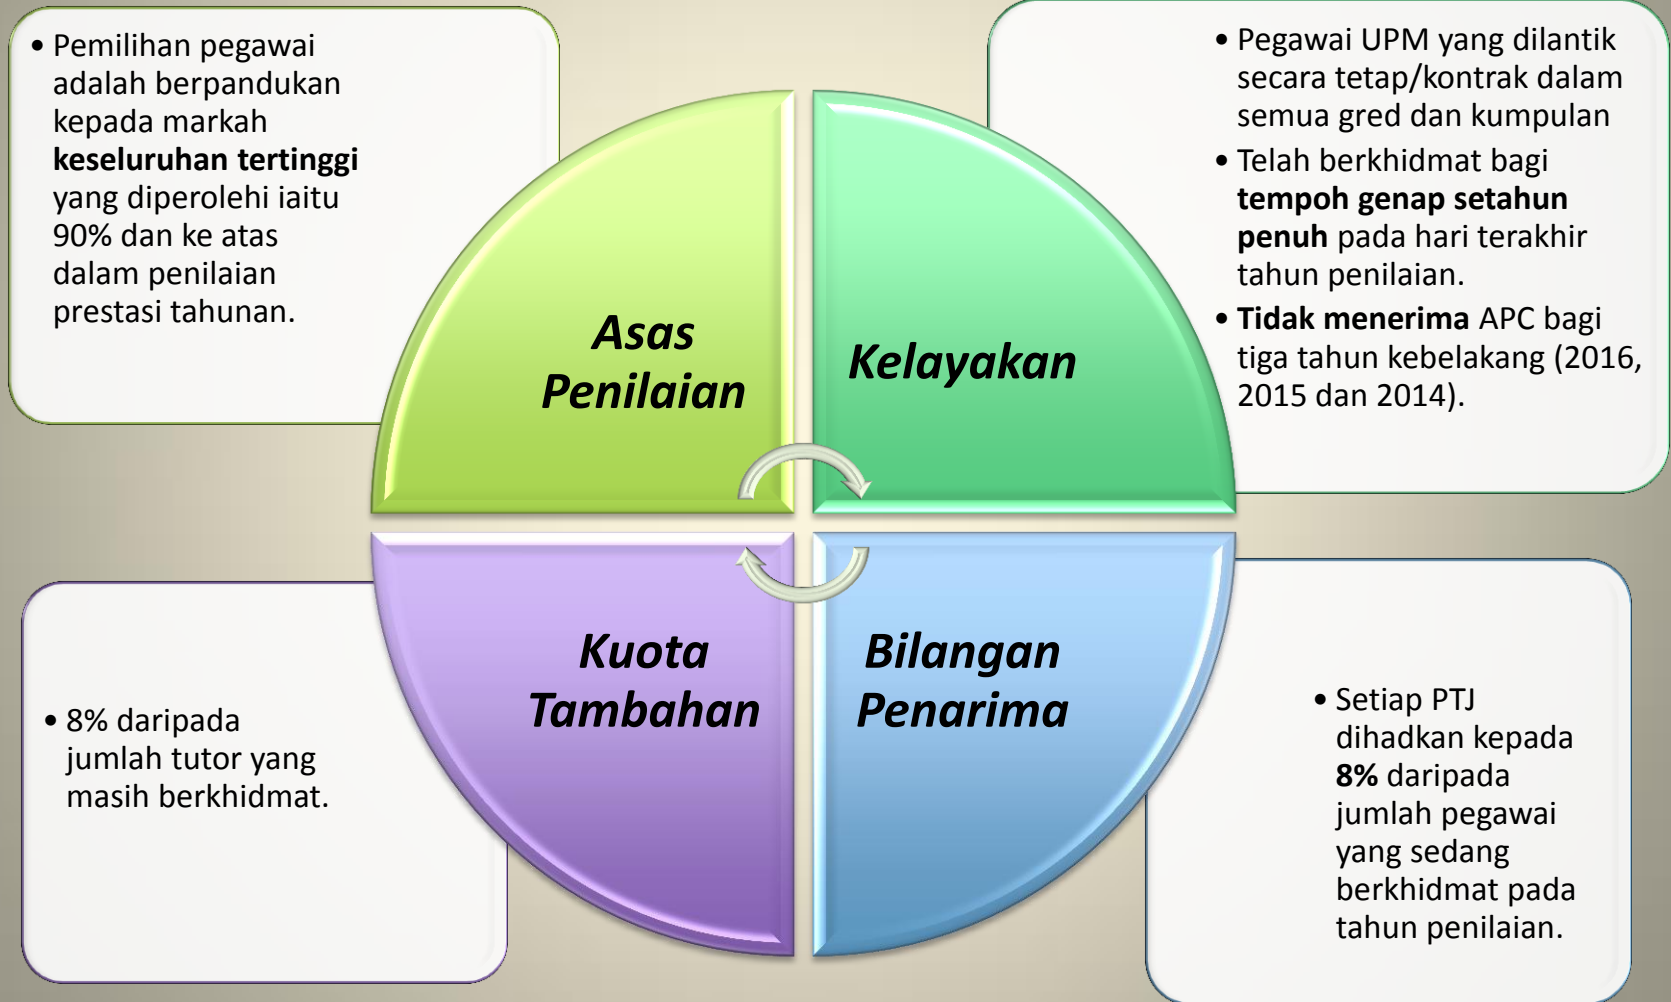 • Pemilihan pegawai
adalah berpandukan
kepada markah
keseluruhan tertinggi
yang diperolehi iaitu
90% dan ke atas
dalam penilaian
prestasi tahunan.
Asas
Penilaian
Kelayakan
• Pegawai UPM yang dilantik
secara tetap/kontrak dalam
semua gred dan kumpulan
• Telah berkhidmat bagi
tempoh genap setahun
penuh pada hari terakhir
tahun penilaian.
• Tidak menerima APC bagi
tiga tahun kebelakang (2016,
2015 dan 2014).
• 8% daripada
jumlah tutor yang
masih berkhidmat.
Kuota
Tambahan
Bilangan
Penarima
• Setiap PTJ
dihadkan kepada
8% daripada
jumlah pegawai
yang sedang
berkhidmat pada
tahun penilaian.